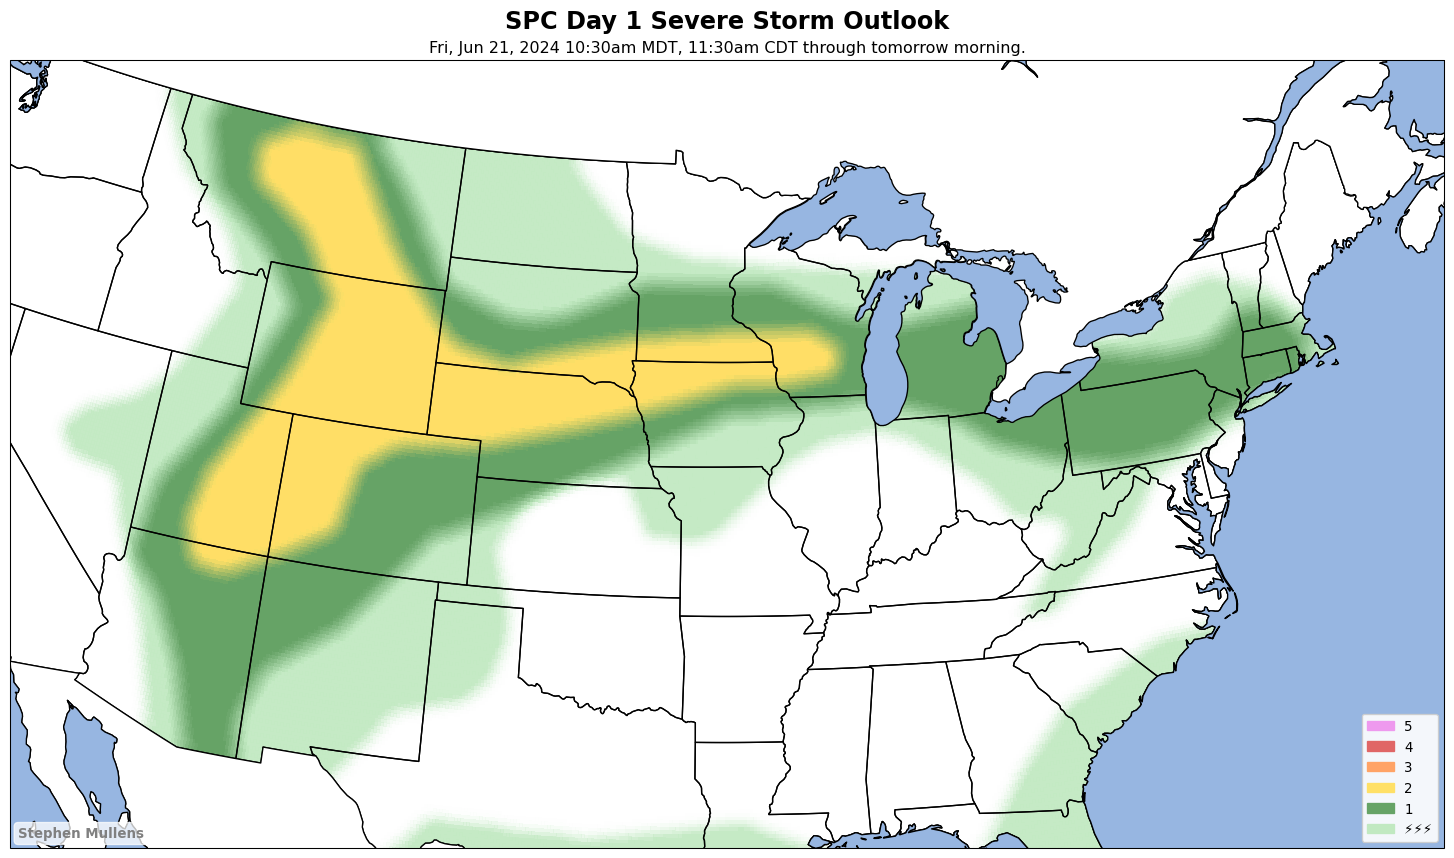 SPC Day 1 Severe Storm Outlook
Fri, Jun 21, 2024 10:30am MDT, 11:30am CDT through tomorrow morning.
5
4
3
2
1
⚡⚡⚡
Stephen Mullens